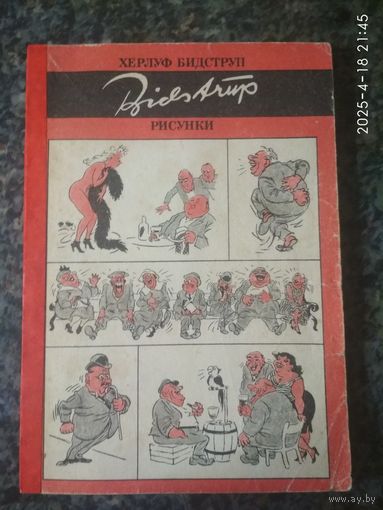 ХЕРЛУФ БИДСТРУП
Bidstrup
РИСУНКИ
2025-4-18 21:45
www.ay.by